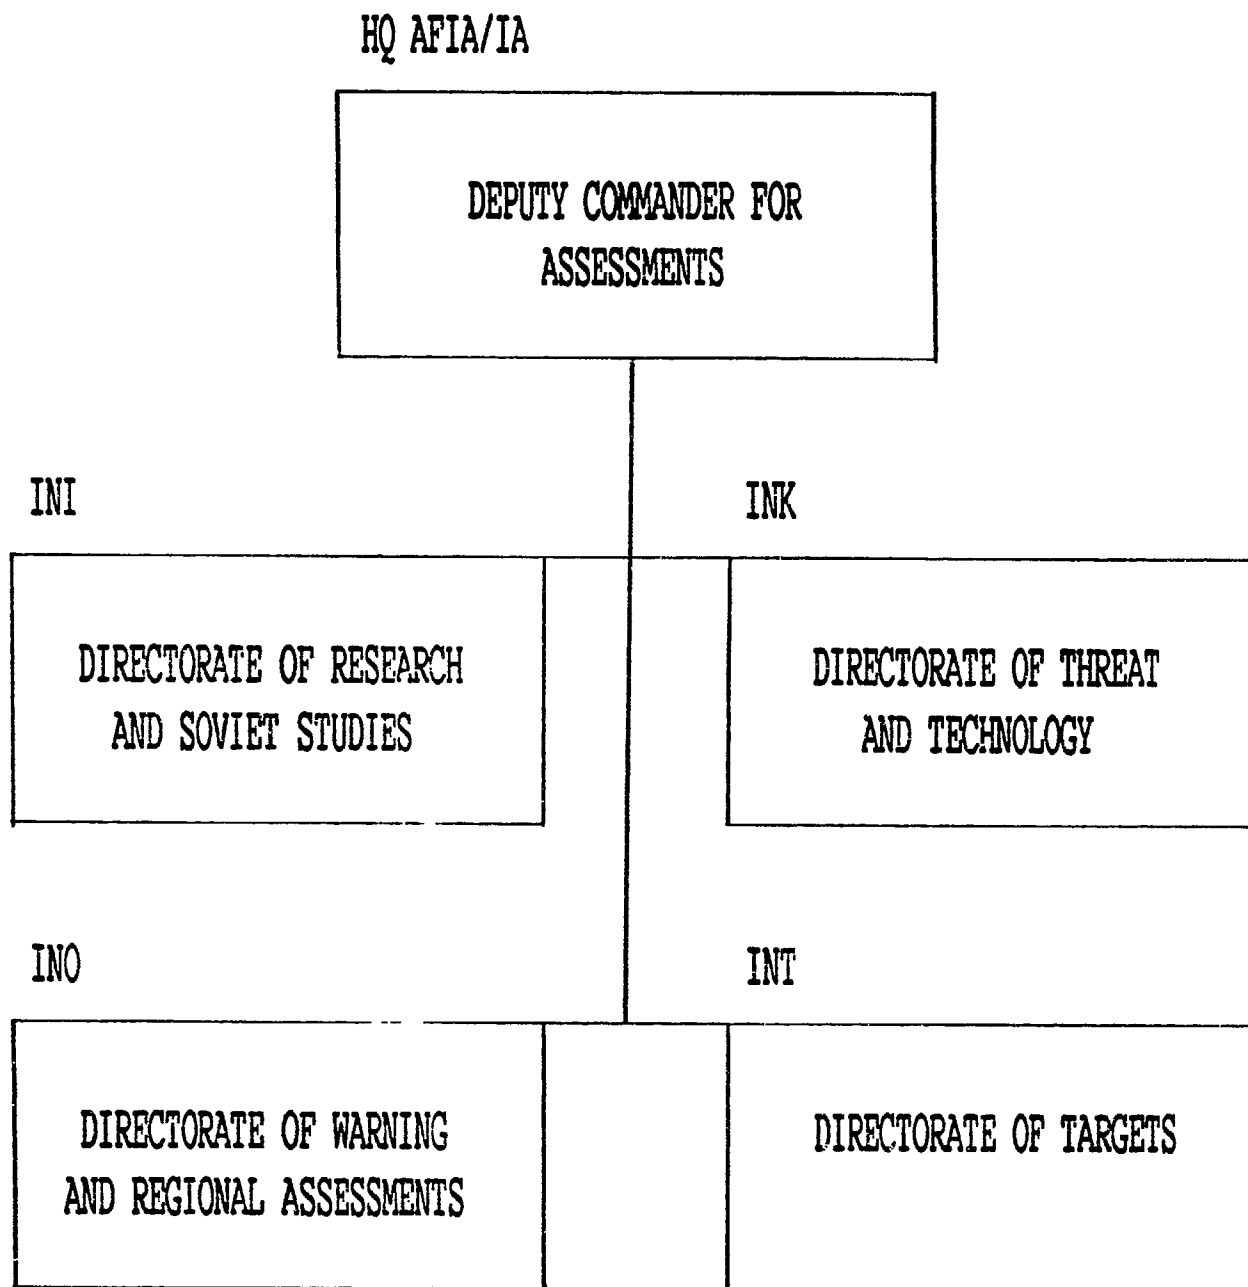 HQ AFIA/IA
DEPUTY COMMANDER FOR
ASSESSMENTS
INI
DIRECTORATE OF RESEARCH
AND SOVIET STUDIES
INK
DIRECTORATE OF THREAT
AND TECHNOLOGY
INO
DIRECTORATE OF WARNING
AND REGIONAL ASSESSMENTS
INT
DIRECTORATE OF TARGETS